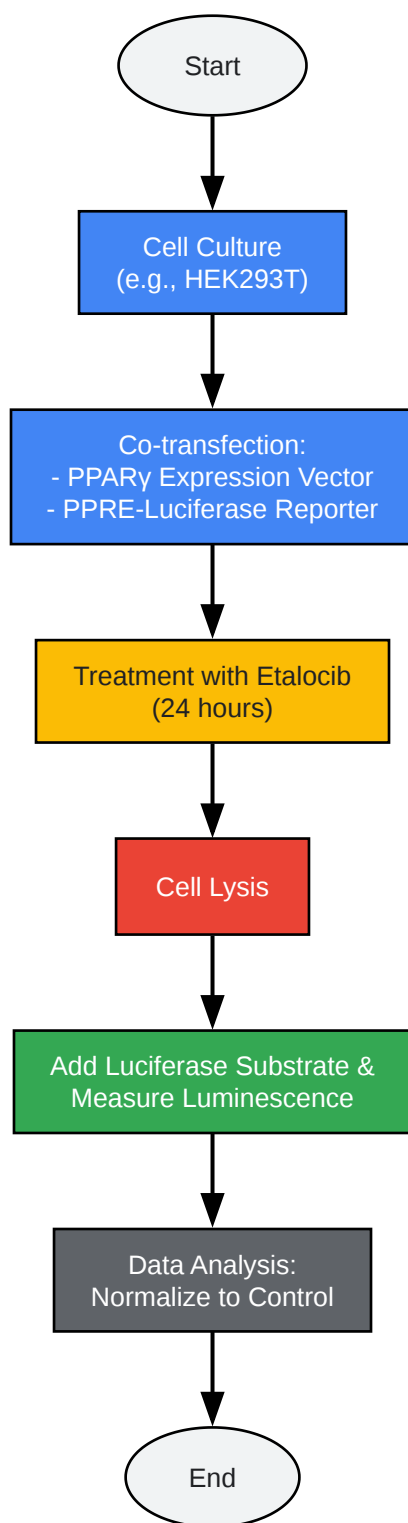 Start
Cell Culture
(e.g., HEK293T)
Co-transfection:
- PPARγ Expression Vector
- PPRE-Luciferase Reporter
Treatment with Etalocib
(24 hours)
Cell Lysis
Add Luciferase Substrate &
Measure Luminescence
Data Analysis:
Normalize to Control
End